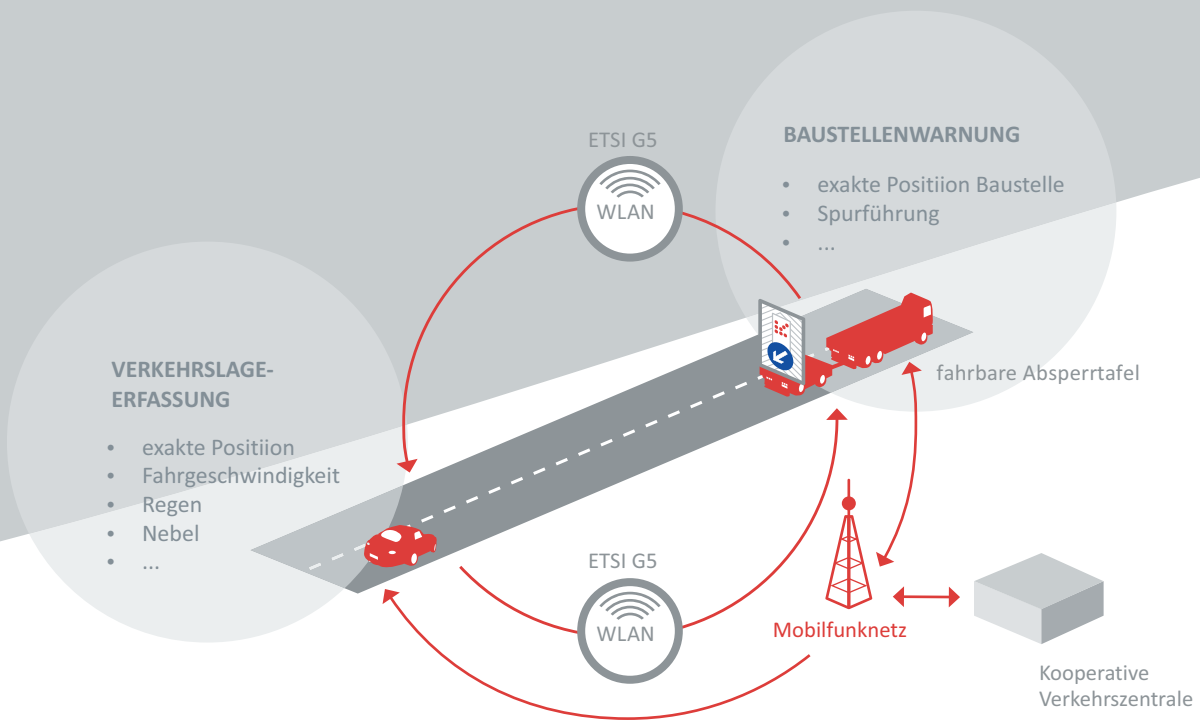 ETSI G5
WLAN
BAUSTELLENWARNUNG
• exakte Positiion Baustelle
• Spurführung
• ...
fahrbare Absperrtafel
VERKEHRSLAGE-
ERFASSUNG
• exakte Positiion
• Fahrgeschwindigkeit
• Regen
• Nebel
• ...
ETSI G5
WLAN
Mobilfunknetz
Kooperative
Verkehrszentrale